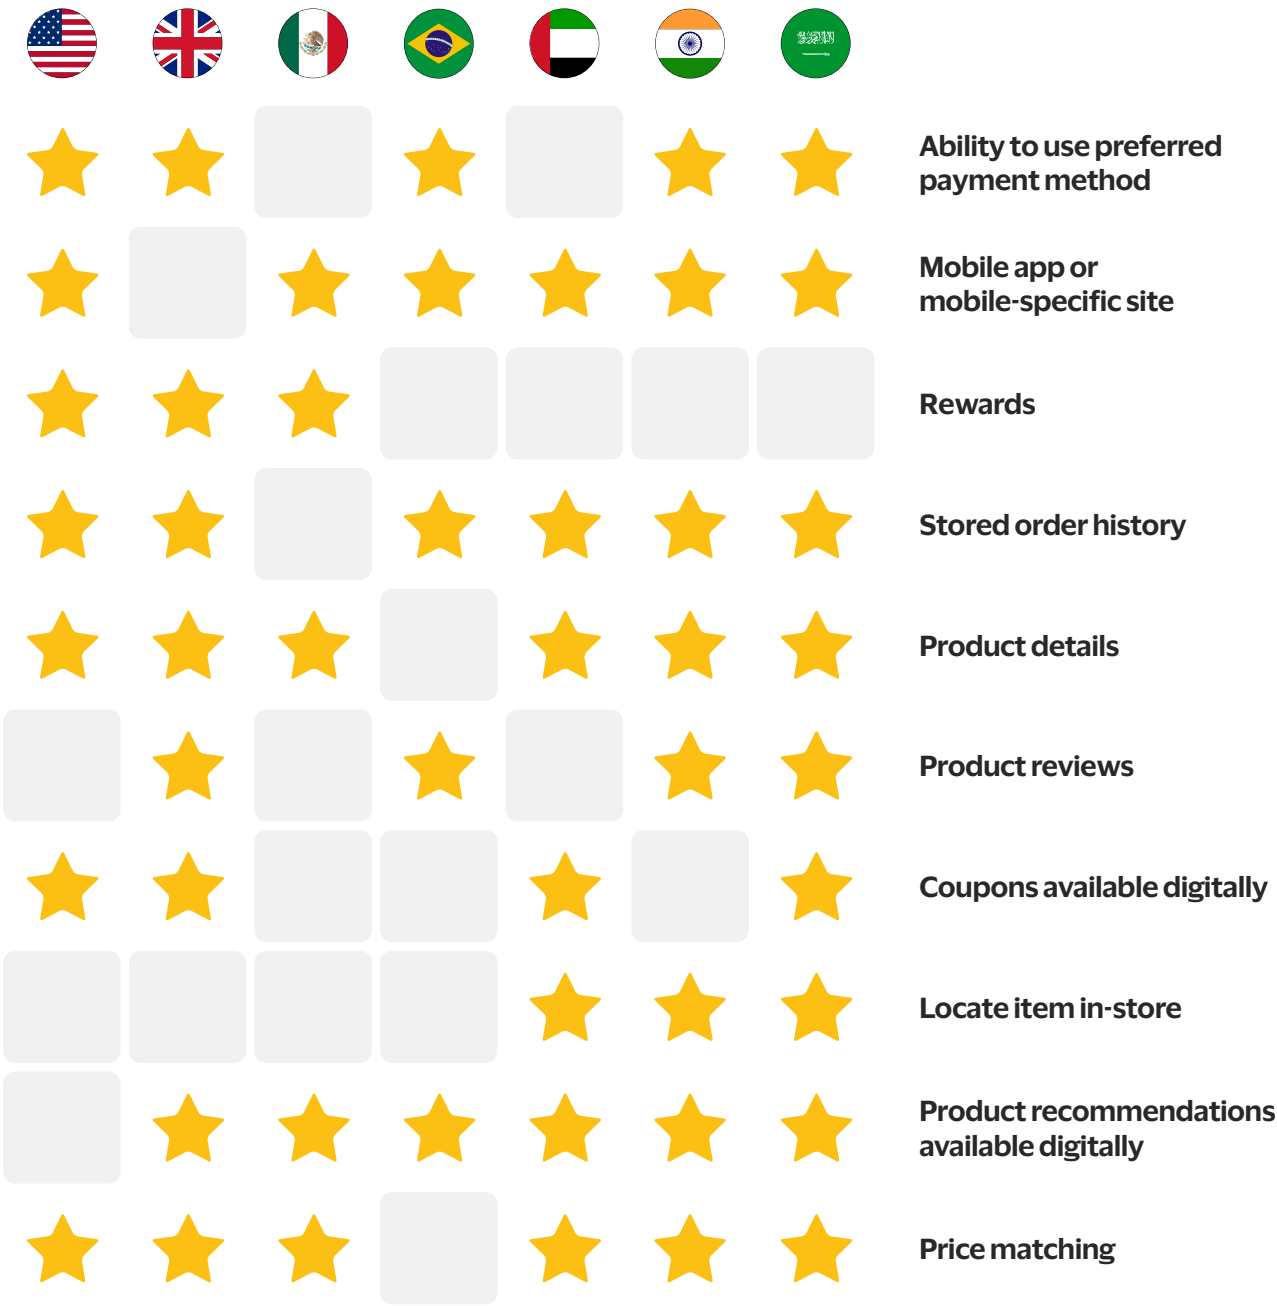 Ability to use preferred
payment method
Mobile app or
mobile-specific site
Rewards
Stored order history
Product details
Product reviews
Coupons available digitally
Locate item in-store
Product recommendations
available digitally
Price matching